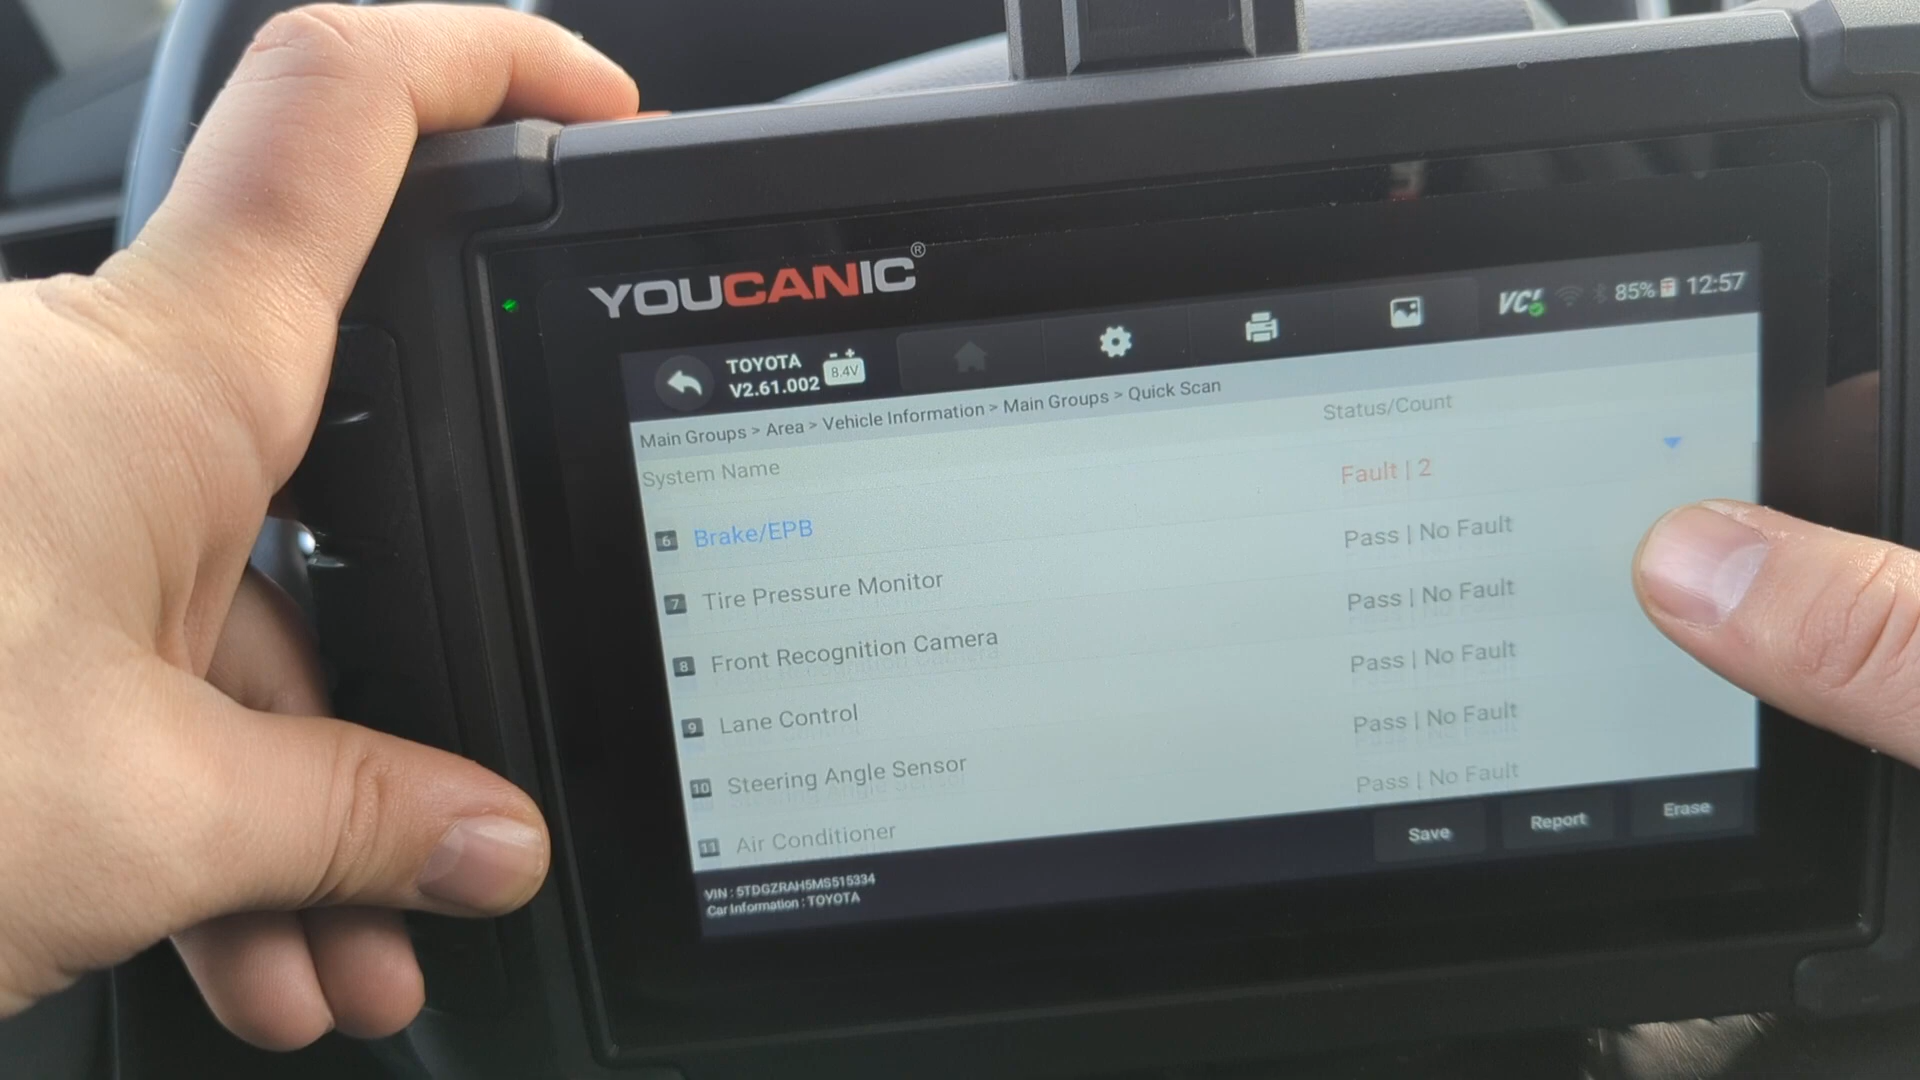 YOUCANIC®
TOYOTA
V2.61.002
- +
8.4V
VCI
85%
12:57
Main Groups > Area > Vehicle Information > Main Groups > Quick Scan
System Name
Status/Count
6 Brake/EPB
Fault | 2
7 Tire Pressure Monitor
Pass | No Fault
8 Front Recognition Camera
Pass | No Fault
9 Lane Control
Pass | No Fault
10 Steering Angle Sensor
Pass | No Fault
11 Air Conditioner
Pass | No Fault
Save
Report
Erase
VIN : 5TDGZRAH5MS515334
Car Information : TOYOTA